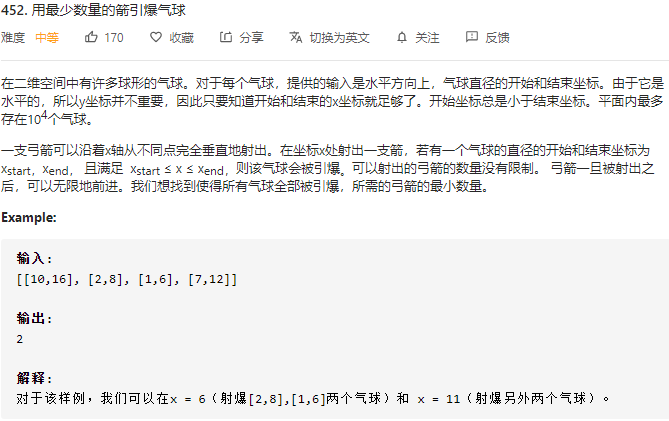 452. 用最少数量的箭引爆气球
难度 中等 170 收藏 分享 切换为英文 关注 反馈
在二维空间中有许多球形的气球。对于每个气球，提供的输入是水平方向上，气球直径的开始和结束坐标。由于它是
水平的，所以y坐标并不重要，因此只要知道开始和结束的x坐标就足够了。开始坐标总是小于结束坐标。平面内最多
存在10⁴个气球。
一支弓箭可以沿着x轴从不同点完全垂直地射出。在坐标x处射出一支箭，若有一个气球的直径的开始和结束坐标为
xstart，xend， 且满足 xstart ≤ x ≤ xend，则该气球会被引爆。可以射出的弓箭的数量没有限制。 弓箭一旦被射出之
后，可以无限地前进。我们想找到使得所有气球全部被引爆，所需的弓箭的最小数量。
Example:
输入:
[[10,16], [2,8], [1,6], [7,12]]
输出:
2
解释:
对于该样例，我们可以在x = 6（射爆[2,8],[1,6]两个气球）和 x = 11（射爆另外两个气球）。